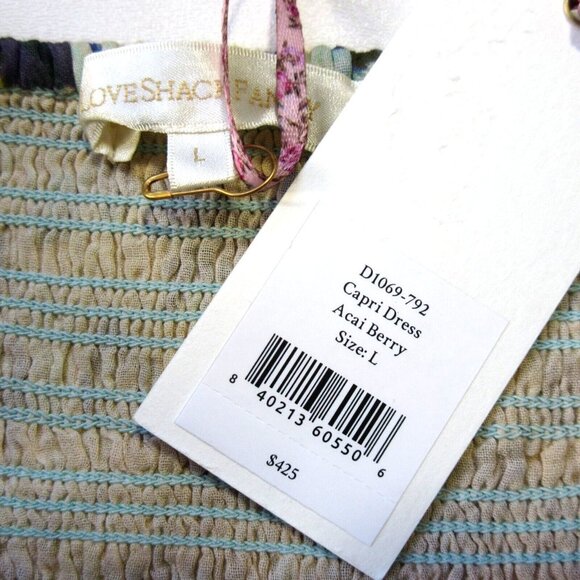 LOVESHACKFANCY
L
D1069-792
Capri Dress
Acai Berry
Size: L
8 40213 60550 6
$425